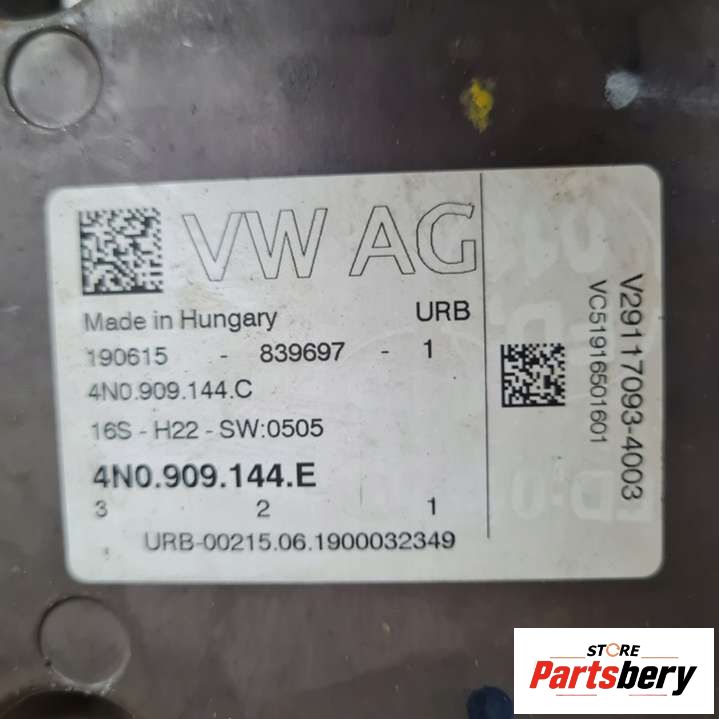 VW AG
Made in Hungary URB
190615 - 839697 - 1
4N0.909.144.C
16S - H22 - SW:0505
4N0.909.144.E
3 2 1
URB-00215.06.1900032349
V29117093-4003
VC51916501601
STORE
Partsbery